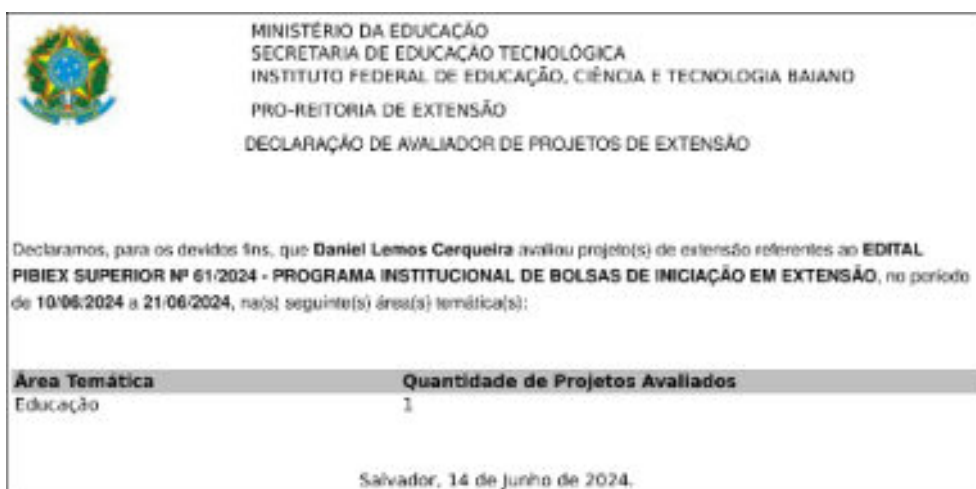 MINISTÉRIO DA EDUCAÇÃO
SECRETARIA DE EDUCAÇÃO TECNOLÓGICA
INSTITUTO FEDERAL DE EDUCAÇÃO, CIÊNCIA E TECNOLOGIA BAIANO
PRO-REITORIA DE EXTENSÃO
DECLARAÇÃO DE AVALIADOR DE PROJETOS DE EXTENSÃO
Declaramos, para os devidos fins, que Daniel Lemos Cerqueira avaliou projeto(s) de extensão referentes ao EDITAL
PIBIEX SUPERIOR Nº 61/2024 - PROGRAMA INSTITUCIONAL DE BOLSAS DE INICIAÇÃO EM EXTENSÃO, no período
de 10/06/2024 a 21/06/2024, na(s) seguinte(s) área(s) temática(s):
Área Temática Quantidade de Projetos Avaliados
Educação 1
Salvador, 14 de Junho de 2024.